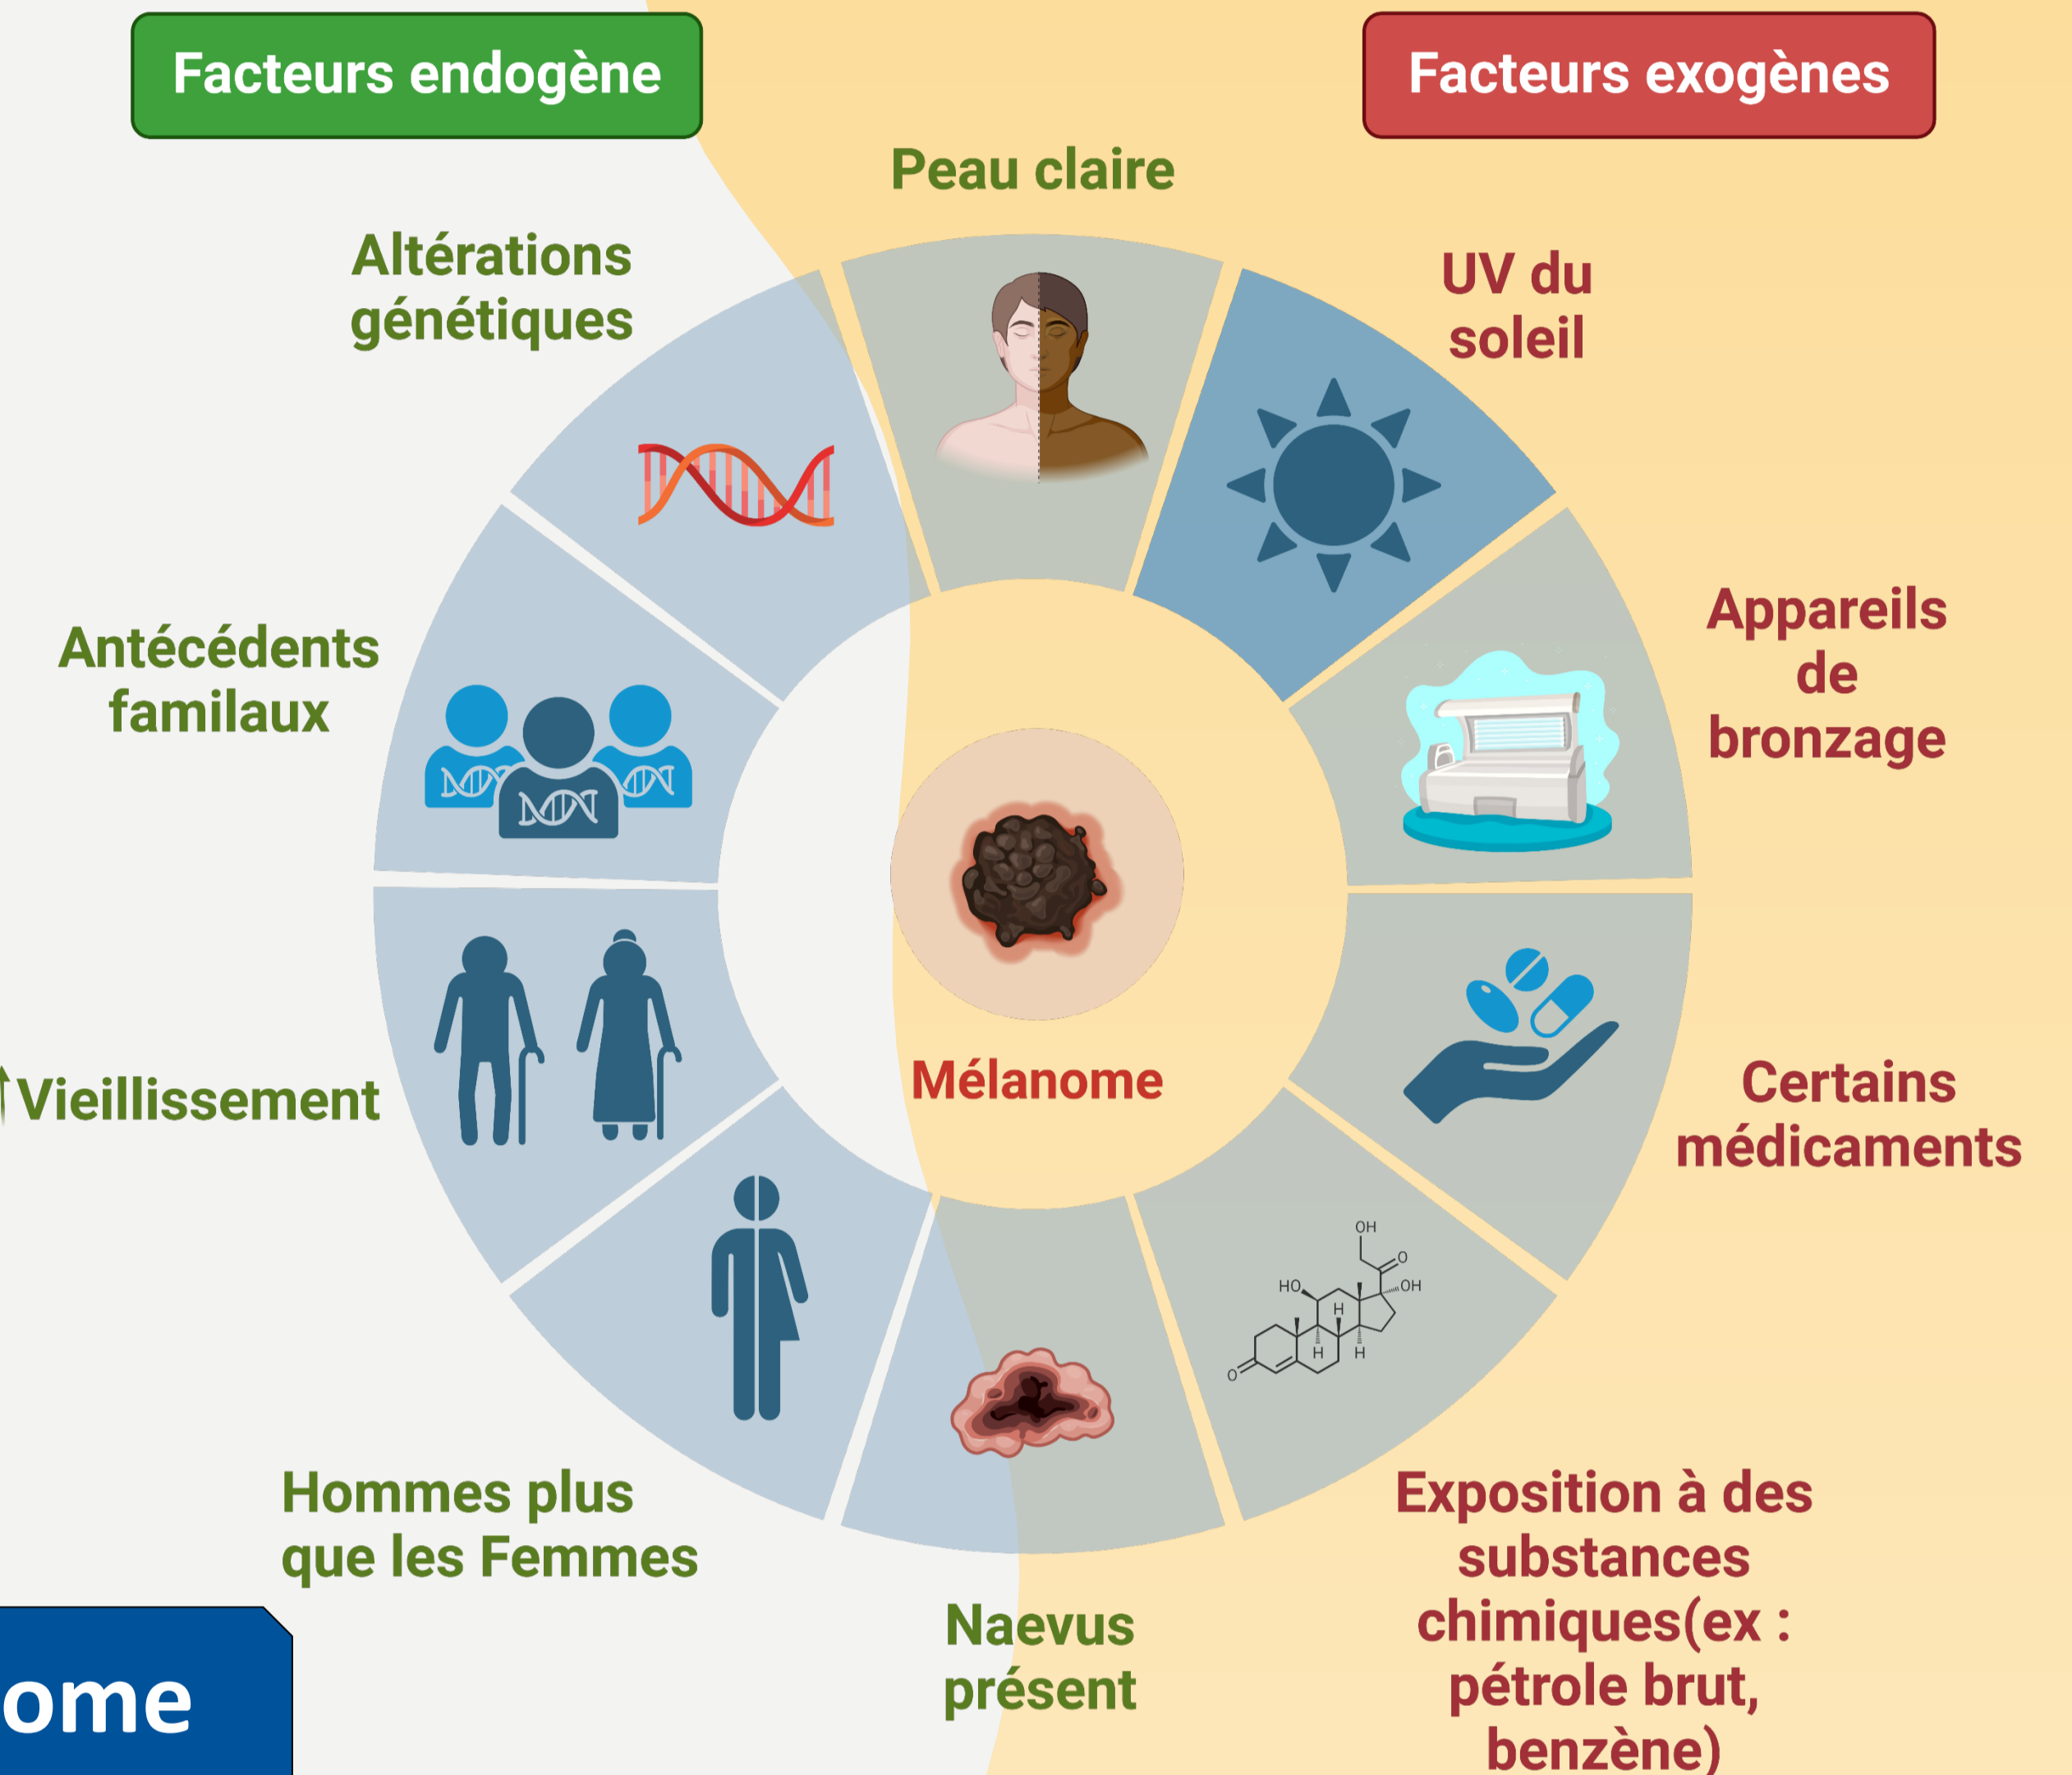 Facteurs endogène
Facteurs exogènes
Peau claire
Altérations
génétiques
UV du
soleil
Antécédents
familaux
Appareils
de
bronzage
Vieillissement
Mélanome
Certains
médicaments
OH
O
HO
OH
H
H
H
O
Hommes plus
que les Femmes
Exposition à des
substances
chimiques(ex :
pétrole brut,
benzène)
Naevus
présent
ome